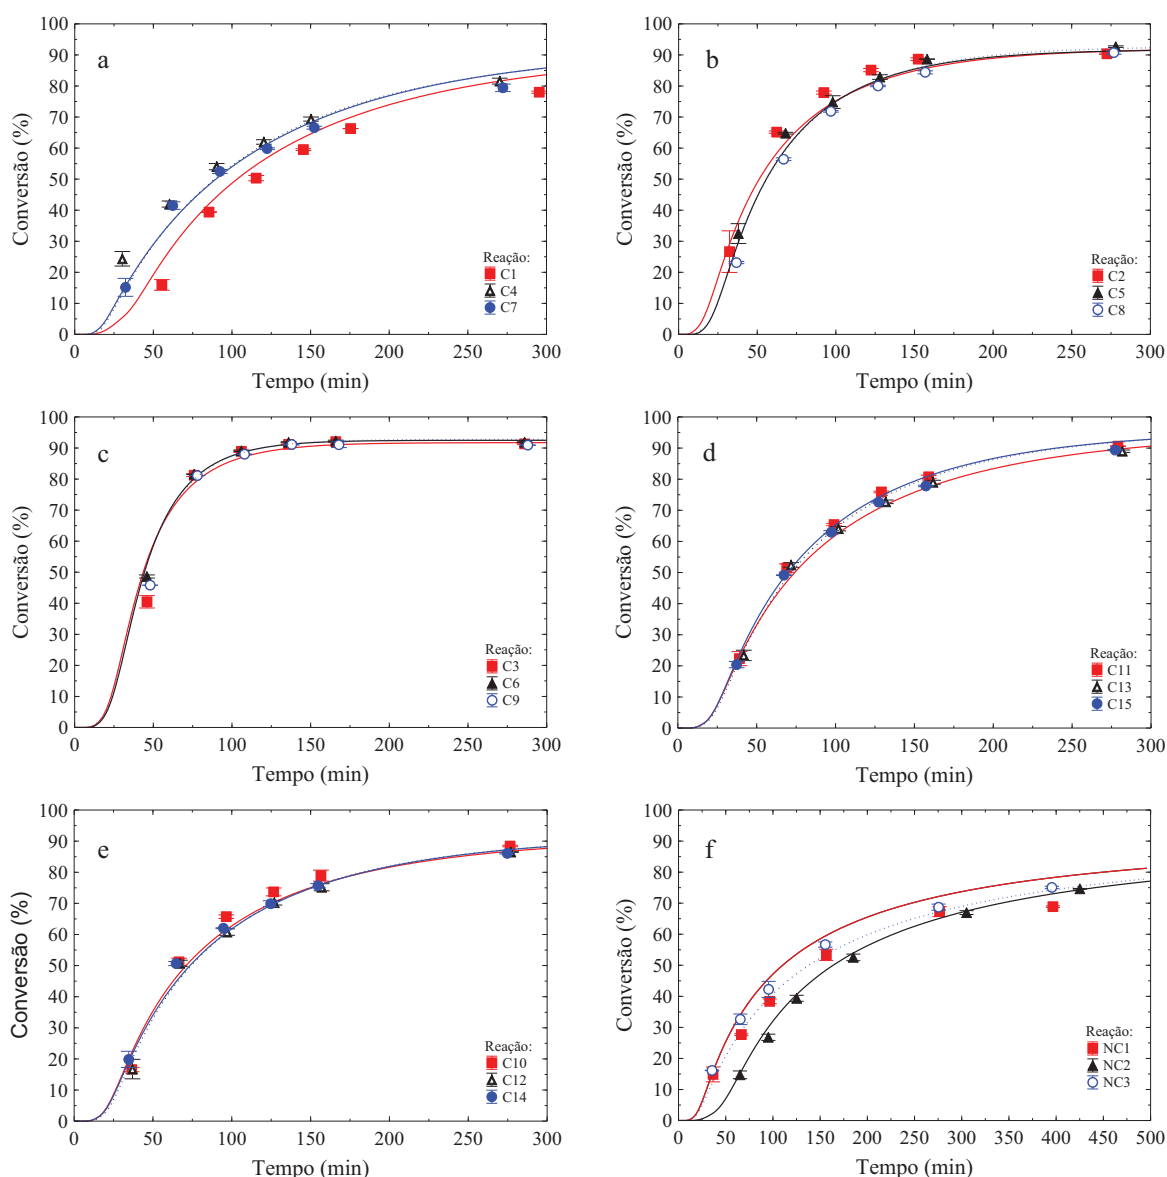 a
Conversão (%)
100
90
80
70
60
50
40
30
20
10
0
Reação:
C1
C4
C7
0 50 100 150 200 250 300
Tempo (min)
b
Conversão (%)
100
90
80
70
60
50
40
30
20
10
0
Reação:
C2
C5
C8
0 50 100 150 200 250 300
Tempo (min)
c
Conversão (%)
100
90
80
70
60
50
40
30
20
10
0
Reação:
C3
C6
C9
0 50 100 150 200 250 300
Tempo (min)
d
Conversão (%)
100
90
80
70
60
50
40
30
20
10
0
Reação:
C11
C13
C15
0 50 100 150 200 250 300
Tempo (min)
e
Conversão (%)
100
90
80
70
60
50
40
30
20
10
0
Reação:
C10
C12
C14
0 50 100 150 200 250 300
Tempo (min)
f
Conversão (%)
100
90
80
70
60
50
40
30
20
10
0
Reação:
NC1
NC2
NC3
0 50 100 150 200 250 300 350 400 450 500
Tempo (min)